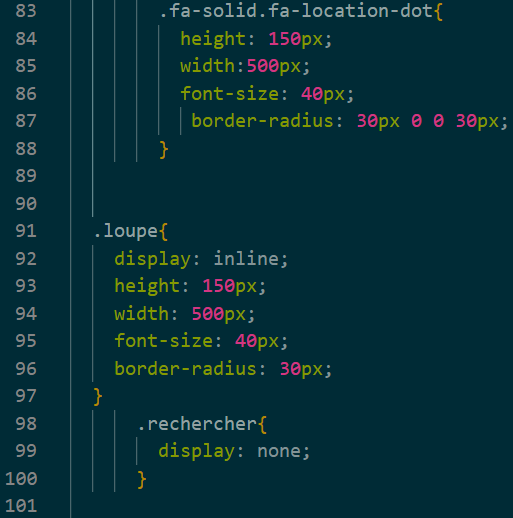 83 .fa-solid.fa-location-dot{
84 height: 150px;
85 width:500px;
86 font-size: 40px;
87 border-radius: 30px 0 0 30px;
88 }
89
90
91 .loupe{
92 display: inline;
93 height: 150px;
94 width: 500px;
95 font-size: 40px;
96 border-radius: 30px;
97 }
98 .rechercher{
99 display: none;
100 }
101